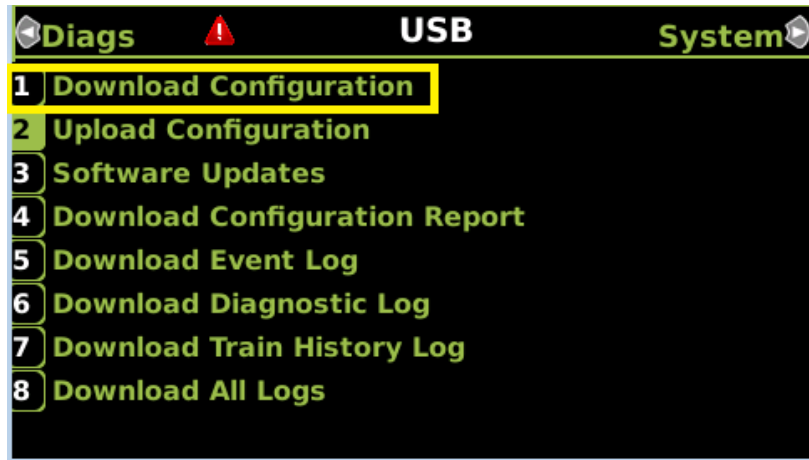 Diags USB System
1 Download Configuration
2 Upload Configuration
3 Software Updates
4 Download Configuration Report
5 Download Event Log
6 Download Diagnostic Log
7 Download Train History Log
8 Download All Logs